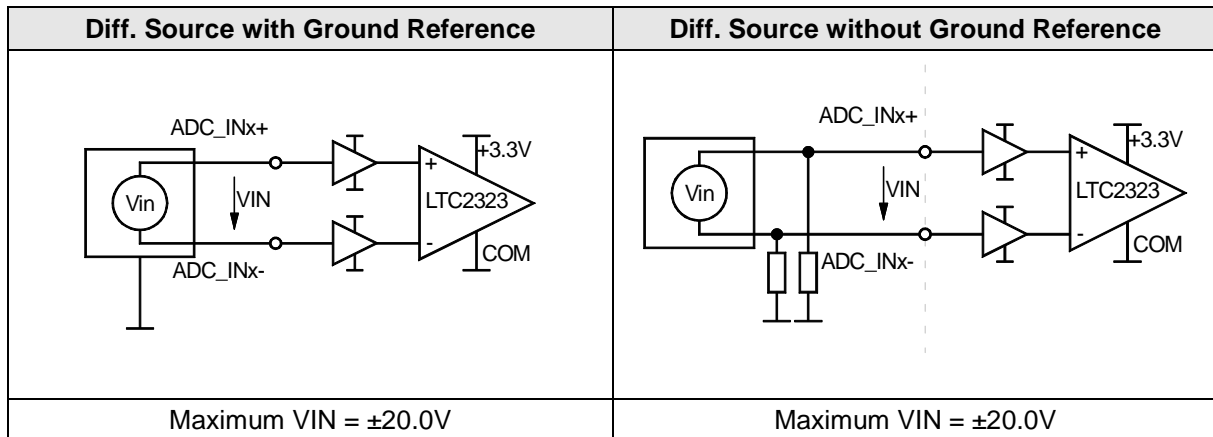 Diff. Source with Ground Reference
Diff. Source without Ground Reference
ADC_INx+
+3.3V
Vin
VIN
+
LTC2323
-
COM
ADC_INx-
ADC_INx+
+3.3V
Vin
VIN
+
LTC2323
-
COM
ADC_INx-
Maximum VIN = ±20.0V
Maximum VIN = ±20.0V